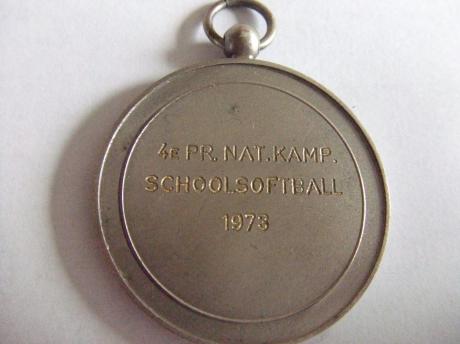 4E PR. NAT. KAMP.
SCHOOLSOFTBALL
1973